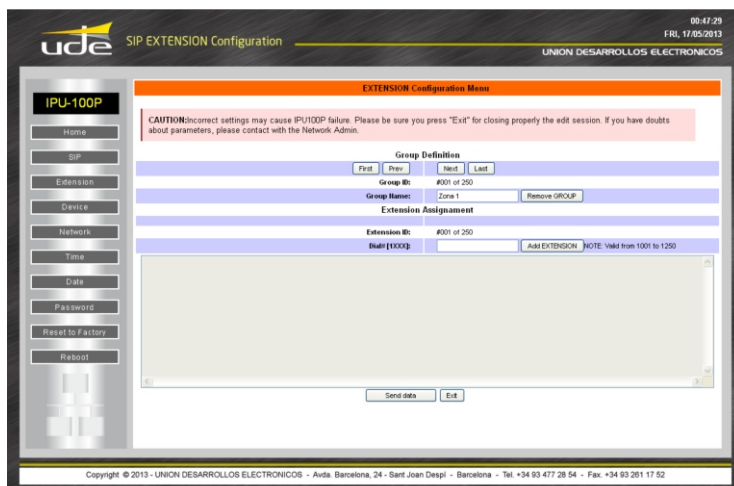 00:47:29
FRI, 17/05/2013
ude
SIP EXTENSION Configuration
UNION DESARROLLOS ELECTRONICOS
IPU-100P
Home
SIP
Extension
Device
Network
Time
Date
Password
Reset to Factory
Reboot
EXTENSION Configuration Menu
CAUTION:Incorrect settings may cause IPU100P failure. Please be sure you press "Exit" for closing properly the edit session. If you have doubts
about parameters, please contact with the Network Admin.
Group Definition
First Prev Next Last
Group ID: #001 of 250
Group Name: Zona 1 Remove GROUP
Extension Assignament
Extension ID: #001 of 250
Dial# [1XXX]: Add EXTENSION NOTE: Valid from 1001 to 1250
Send data Exit
Copyright © 2013 - UNION DESARROLLOS ELECTRONICOS - Avda. Barcelona, 24 - Sant Joan Despí - Barcelona - Tel. +34 93 477 28 54 - Fax. +34 93 261 17 52